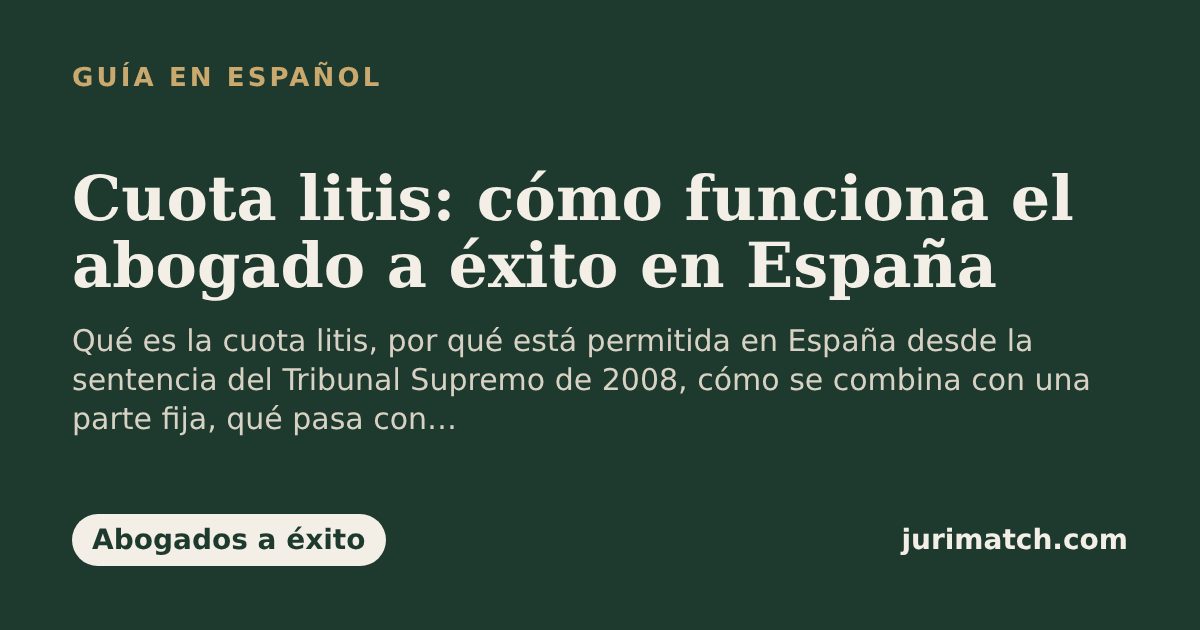 GUÍA EN ESPAÑOL
Cuota litis: cómo funciona el
abogado a éxito en España
Qué es la cuota litis, por qué está permitida en España desde la
sentencia del Tribunal Supremo de 2008, cómo se combina con una
parte fija, qué pasa con…
Abogados a éxito
jurimatch.com